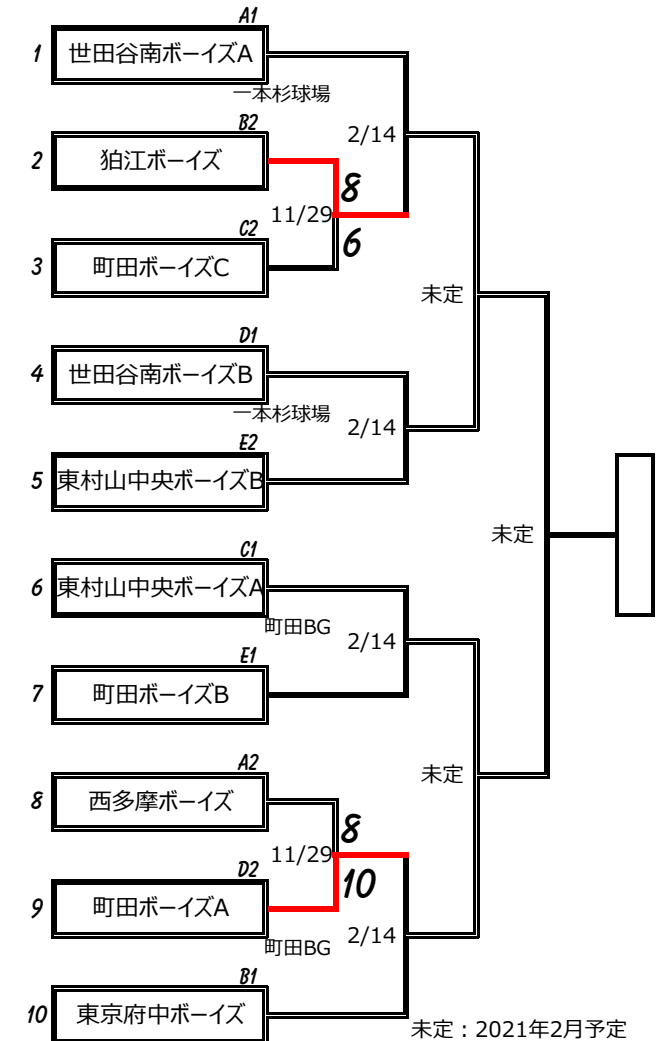 A1
1 世田谷南ボーイズA
一本杉球場
B2
2/14
2 狛江ボーイズ
8
11/29
C2
6
3 町田ボーイズC
未定
D1
4 世田谷南ボーイズB
一本杉球場
2/14
E2
5 東村山中央ボーイズB
未定
C1
6 東村山中央ボーイズA
町田BG
2/14
E1
7 町田ボーイズB
A2
未定
8 西多摩ボーイズ
8
11/29
D2
10
9 町田ボーイズA
町田BG
2/14
B1
10 東京府中ボーイズ
未定：2021年2月予定